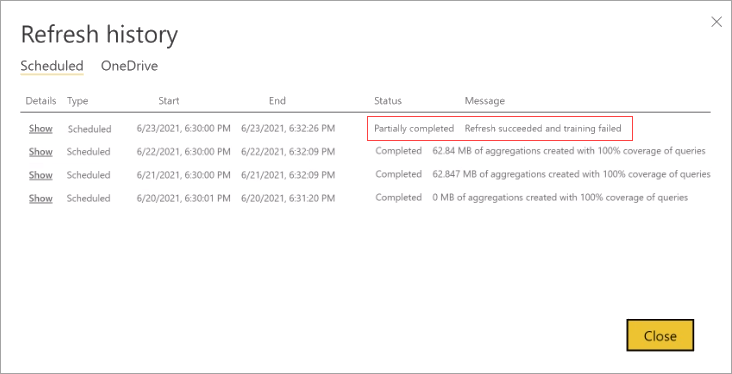 Refresh history
Scheduled OneDrive
Details Type Start End Status Message
Show Scheduled 6/23/2021, 6:30:00 PM 6/23/2021, 6:32:26 PM Partially completed Refresh succeeded and training failed
Show Scheduled 6/22/2021, 6:30:00 PM 6/22/2021, 6:32:09 PM Completed 62.84 MB of aggregations created with 100% coverage of queries
Show Scheduled 6/21/2021, 6:30:00 PM 6/21/2021, 6:32:09 PM Completed 62.847 MB of aggregations created with 100% coverage of queries
Show Scheduled 6/20/2021, 6:30:01 PM 6/20/2021, 6:31:20 PM Completed 0 MB of aggregations created with 100% coverage of queries
Close